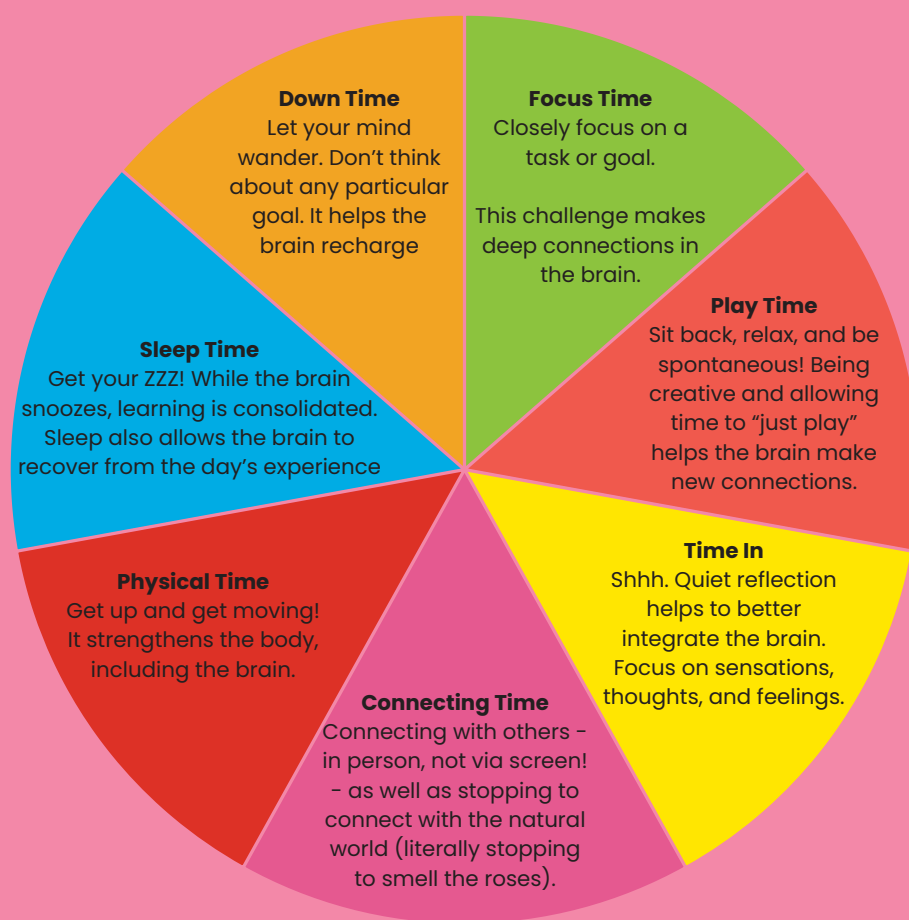 Down Time
Let your mind
wander. Don't think
about any particular
goal. It helps the
brain recharge
Focus Time
Closely focus on a
task or goal.
This challenge makes
deep connections in
the brain.
Play Time
Sit back, relax, and be
spontaneous! Being
creative and allowing
time to “just play”
helps the brain make
new connections.
Sleep Time
Get your ZZZ! While the brain
snoozes, learning is consolidated.
Sleep also allows the brain to
recover from the day's experience
Time In
Shhh. Quiet reflection
helps to better
integrate the brain.
Focus on sensations,
thoughts, and feelings.
Physical Time
Get up and get moving!
It strengthens the body,
including the brain.
Connecting Time
Connecting with others -
in person, not via screen!
- as well as stopping to
connect with the natural
world (literally stopping
to smell the roses).